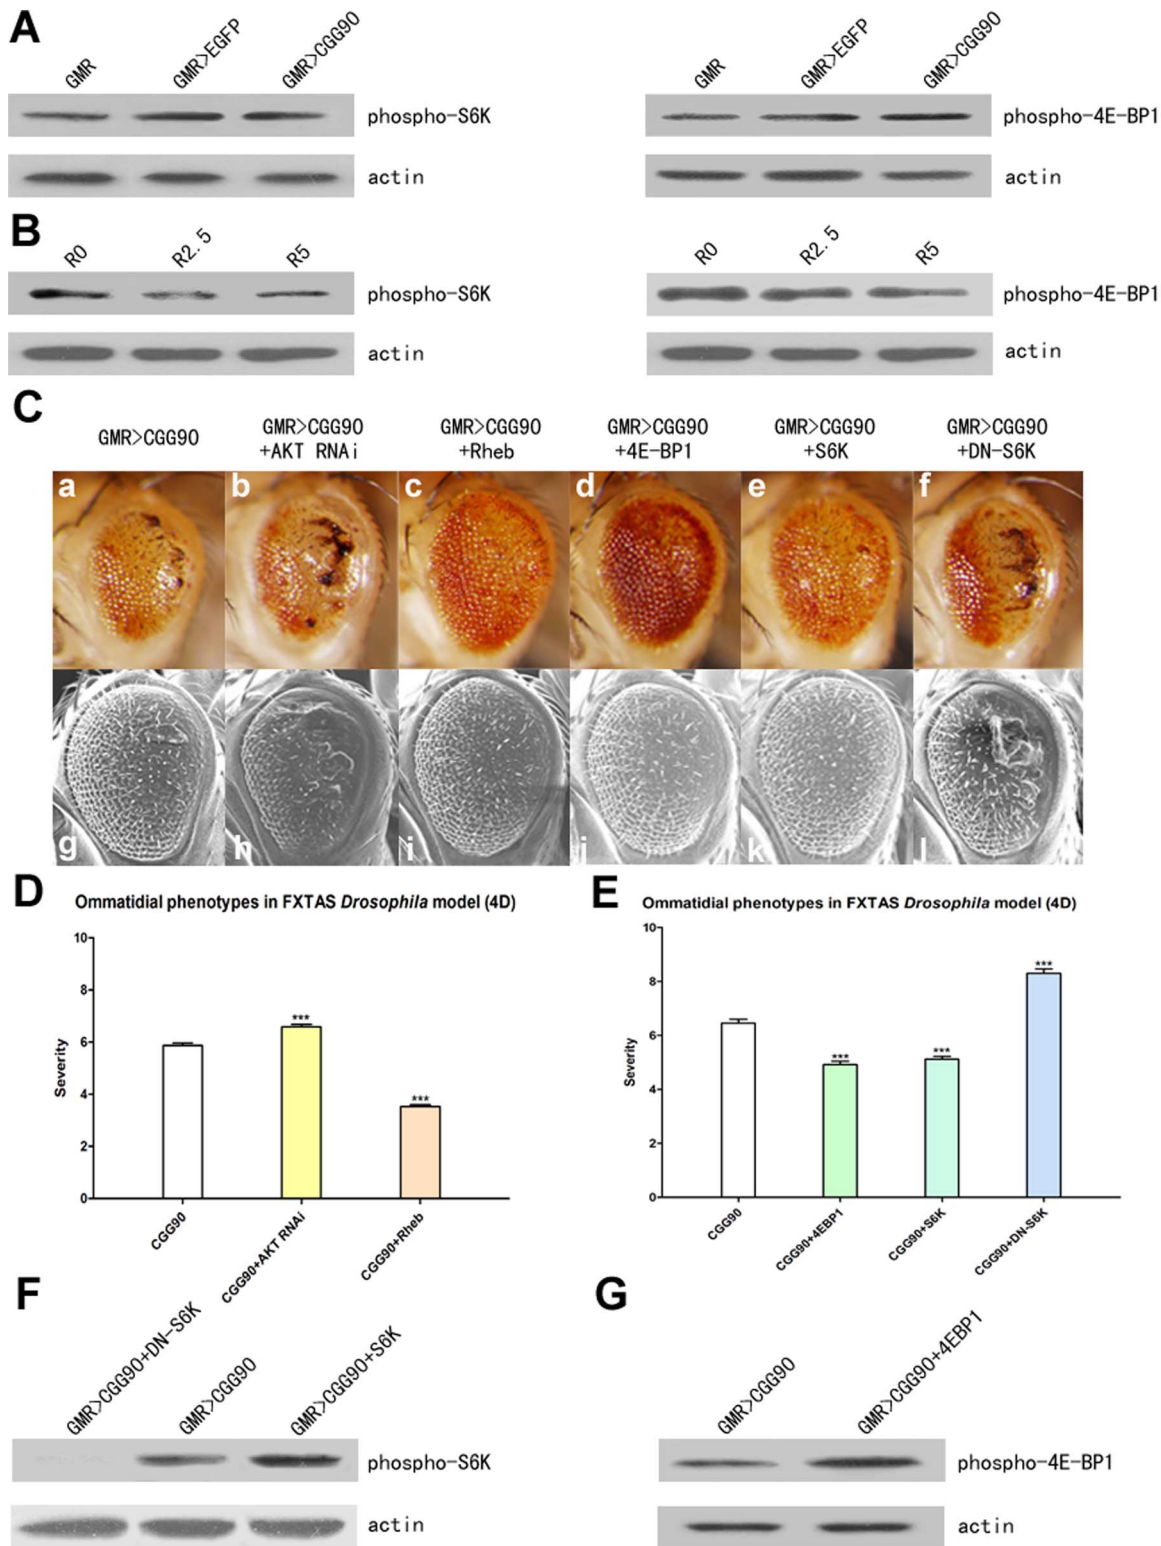 A
GMR
GMR>EGFP
GMR>CGG90
phospho-S6K
actin
GMR
GMR>EGFP
GMR>CGG90
phospho-4E-BP1
actin
B
R0
R2.5
R5
phospho-S6K
actin
R0
R2.5
R5
phospho-4E-BP1
actin
C
GMR>CGG90
GMR>CGG90
+AKT RNAi
GMR>CGG90
+Rheb
GMR>CGG90
+4E-BP1
GMR>CGG90
+S6K
GMR>CGG90
+DN-S6K
a
b
c
d
e
f
g
h
i
j
k
l
D
Ommatidial phenotypes in FXTAS Drosophila model (4D)
Severity
10
8
6
4
2
0
***
***
CGG90
CGG90+AKT RNAi
CGG90+Rheb
E
Ommatidial phenotypes in FXTAS Drosophila model (4D)
Severity
10
8
6
4
2
0
***
***
***
CGG90
CGG90+4EBP1
CGG90+S6K
CGG90+DN-S6K
F
GMR>CGG90+DN-S6K
GMR>CGG90
GMR>CGG90+S6K
phospho-S6K
actin
G
GMR>CGG90
GMR>CGG90+4EBP1
phospho-4E-BP1
actin